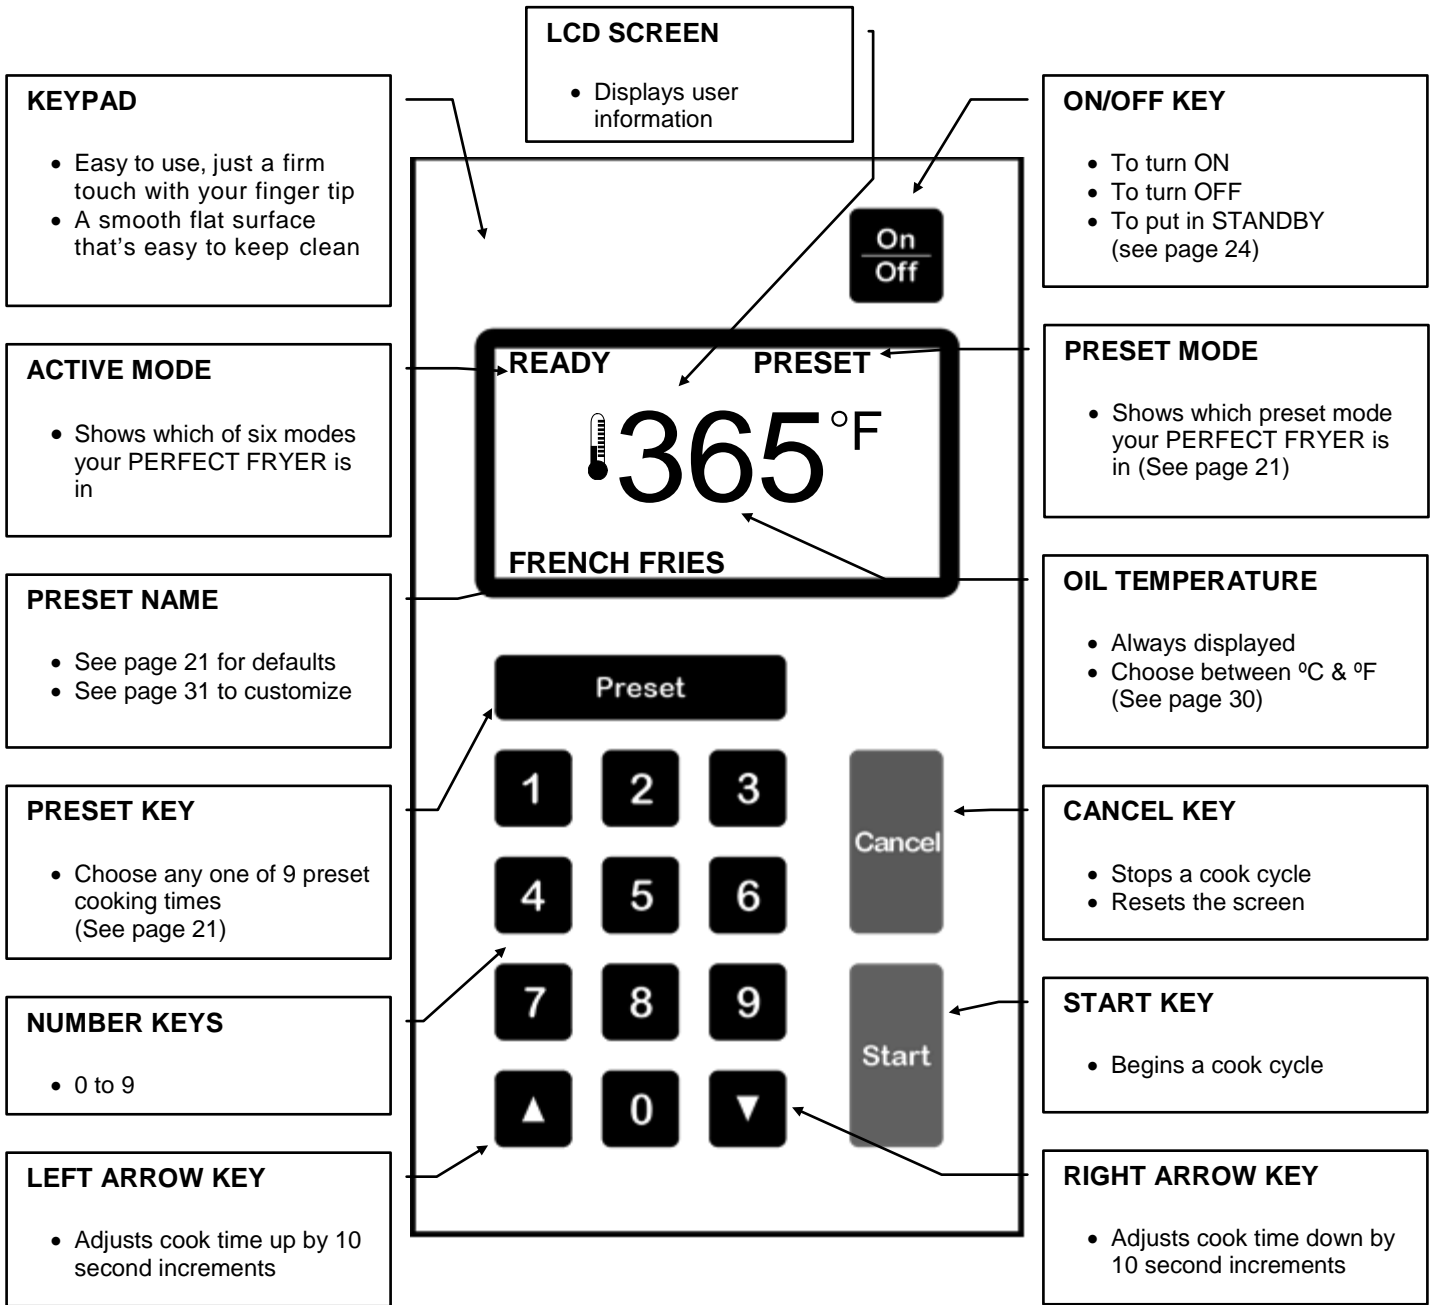 LCD SCREEN
• Displays user
information
KEYPAD
• Easy to use, just a firm
touch with your finger tip
• A smooth flat surface
that's easy to keep clean
ON/OFF KEY
• To turn ON
• To turn OFF
• To put in STANDBY
(see page 24)
On
Off
ACTIVE MODE
• Shows which of six modes
your PERFECT FRYER is
in
READY PRESET
365°F
FRENCH FRIES
PRESET MODE
• Shows which preset mode
your PERFECT FRYER is
in (See page 21)
PRESET NAME
• See page 21 for defaults
• See page 31 to customize
OIL TEMPERATURE
• Always displayed
• Choose between ºC & ºF
(See page 30)
Preset
PRESET KEY
• Choose any one of 9 preset
cooking times
(See page 21)
1 2 3
4 5 6
Cancel
CANCEL KEY
• Stops a cook cycle
• Resets the screen
NUMBER KEYS
• 0 to 9
7 8 9
▲ 0 ▼
Start
START KEY
• Begins a cook cycle
LEFT ARROW KEY
• Adjusts cook time up by 10
second increments
RIGHT ARROW KEY
• Adjusts cook time down by
10 second increments